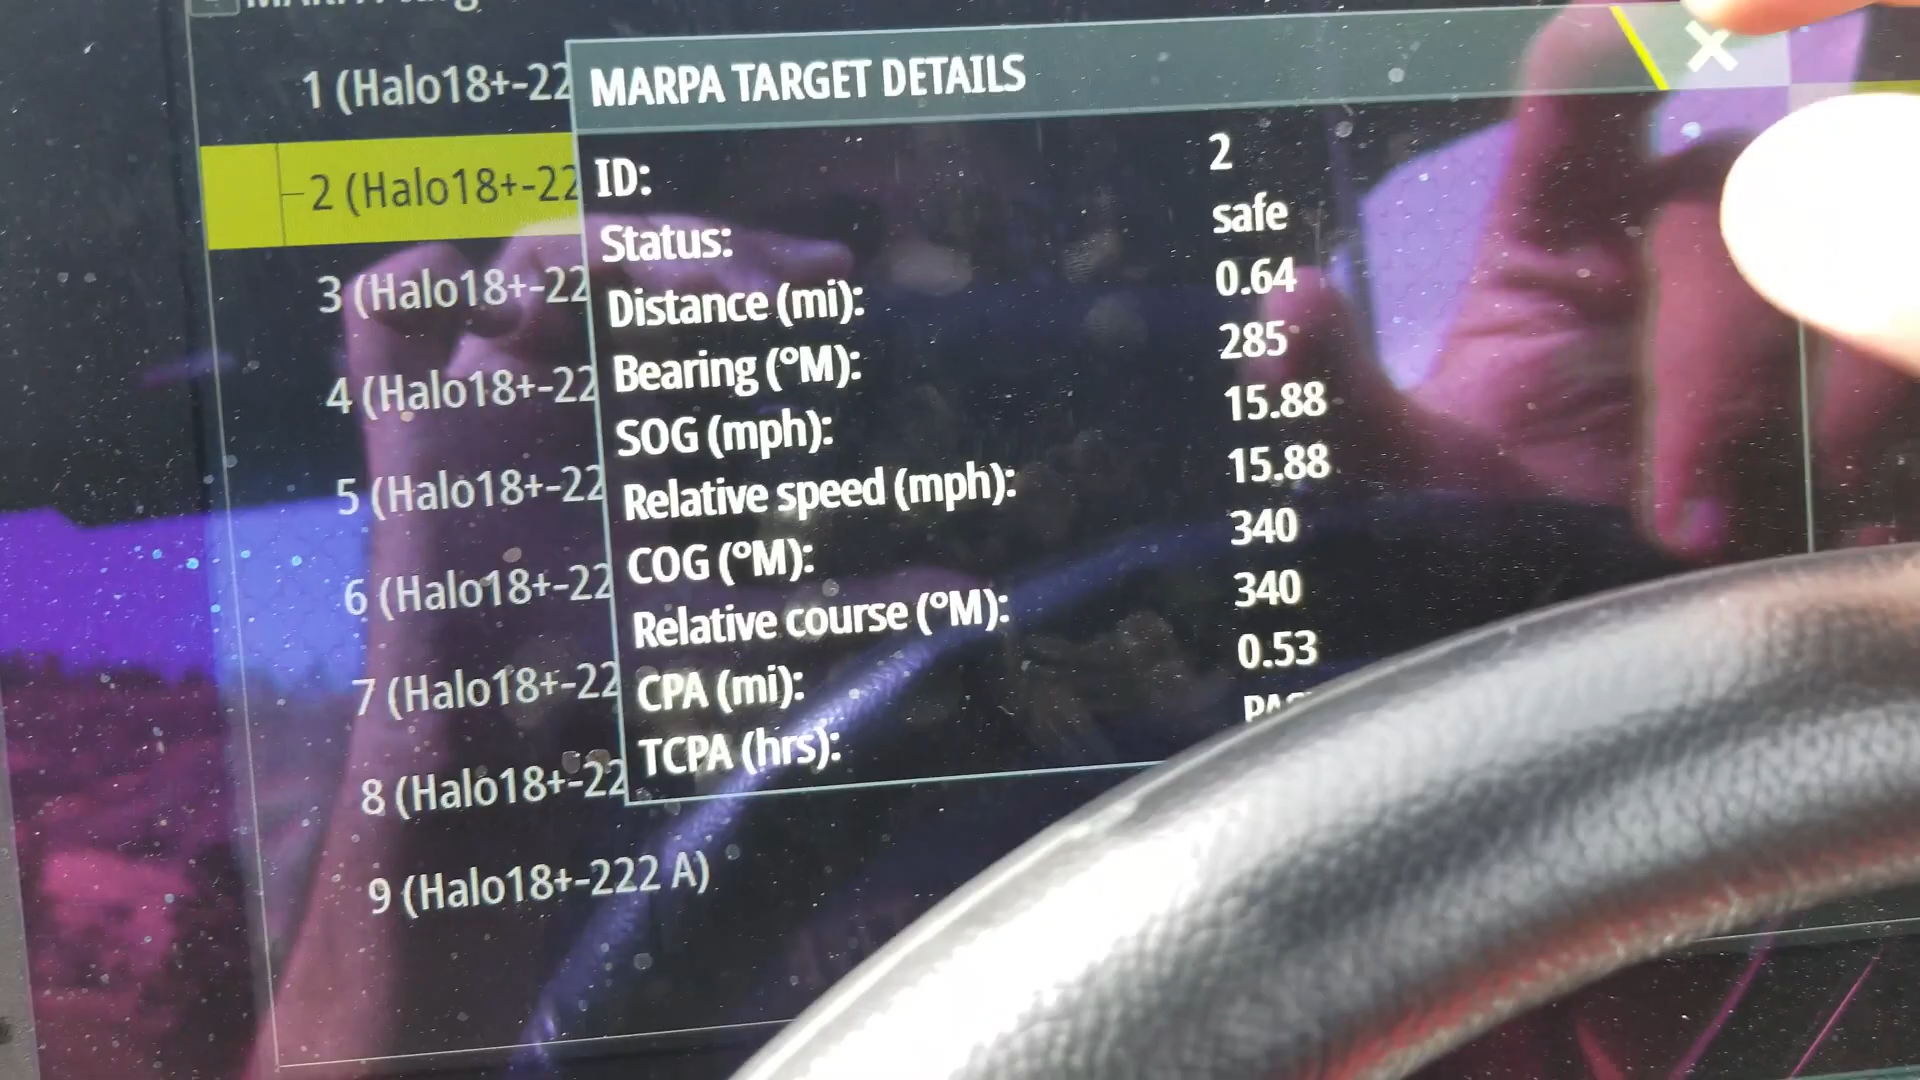 MARPA targ
1 (Halo18+-22
2 (Halo18+-22
3 (Halo18+-22
4 (Halo18+-22
5 (Halo18+-22
6 (Halo18+-22
7 (Halo18+-22
8 (Halo18+-22
9 (Halo18+-222 A)
MARPA TARGET DETAILS
ID: 2
Status: safe
Distance (mi): 0.64
Bearing (°M): 285
SOG (mph): 15.88
Relative speed (mph): 15.88
COG (°M): 340
Relative course (°M): 340
CPA (mi): 0.53
TCPA (hrs):